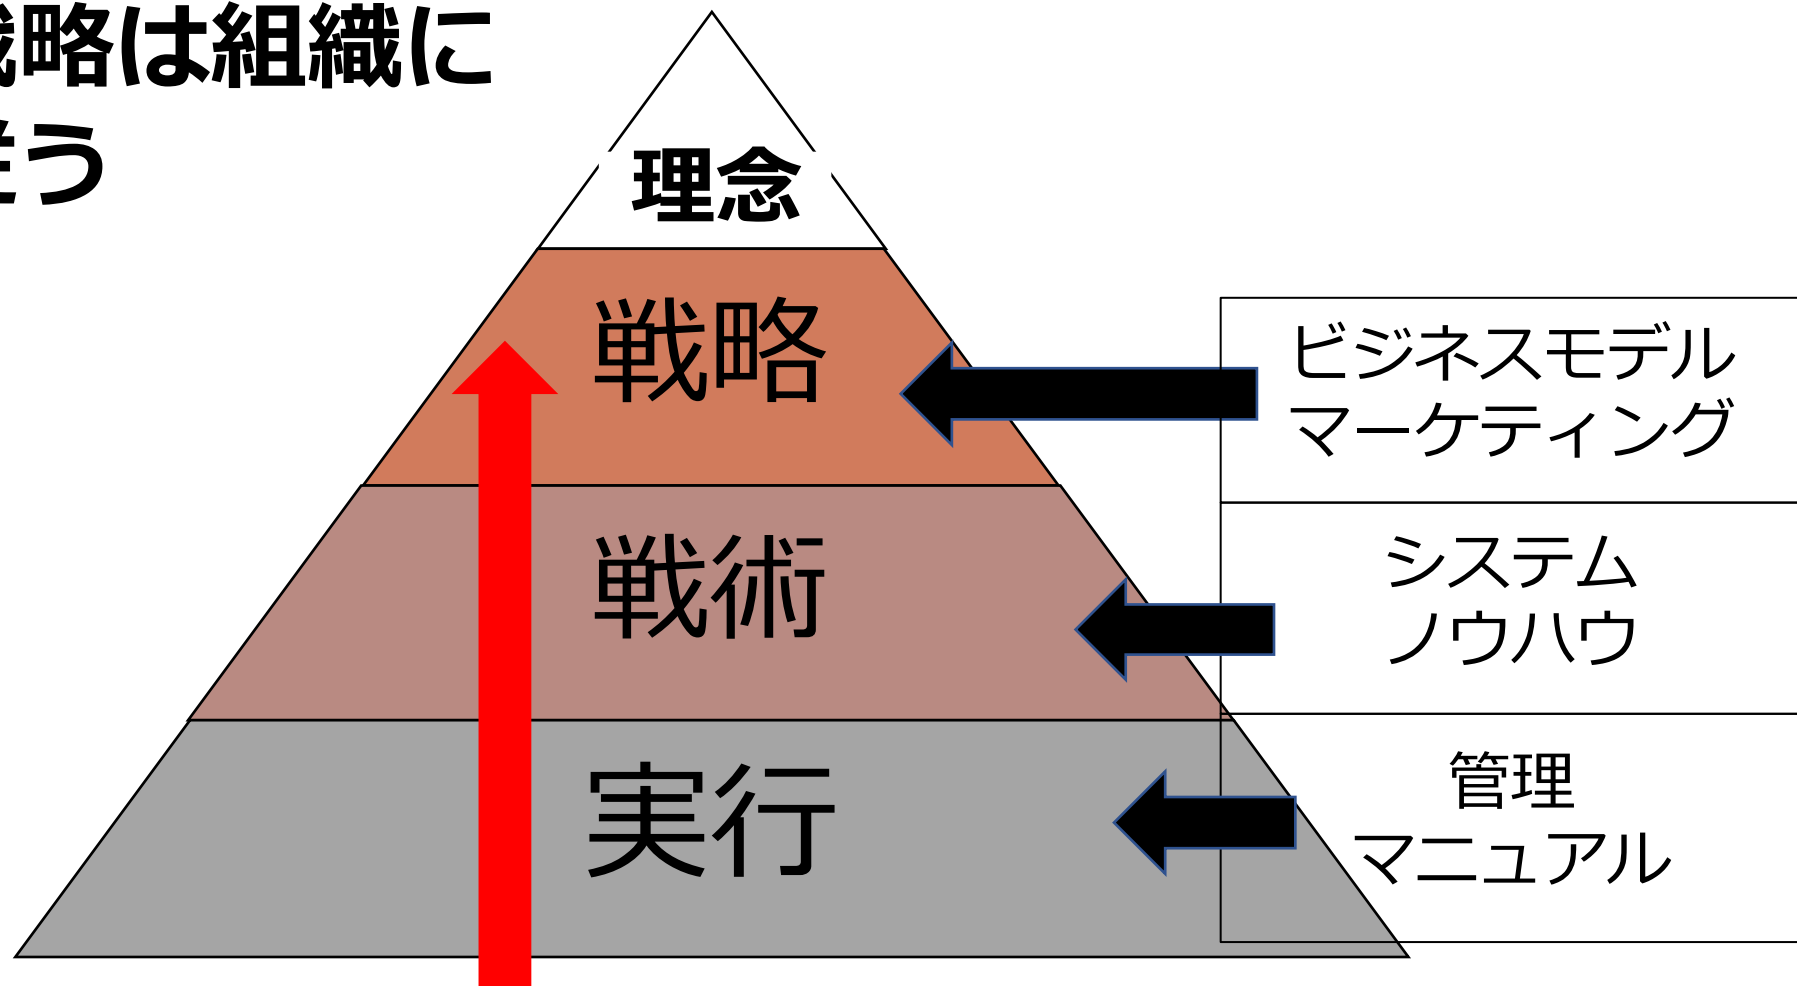 戦略は組織に
従う
理念
戦略
ビジネスモデル
マーケティング
戦術
システム
ノウハウ
実行
管理
マニュアル